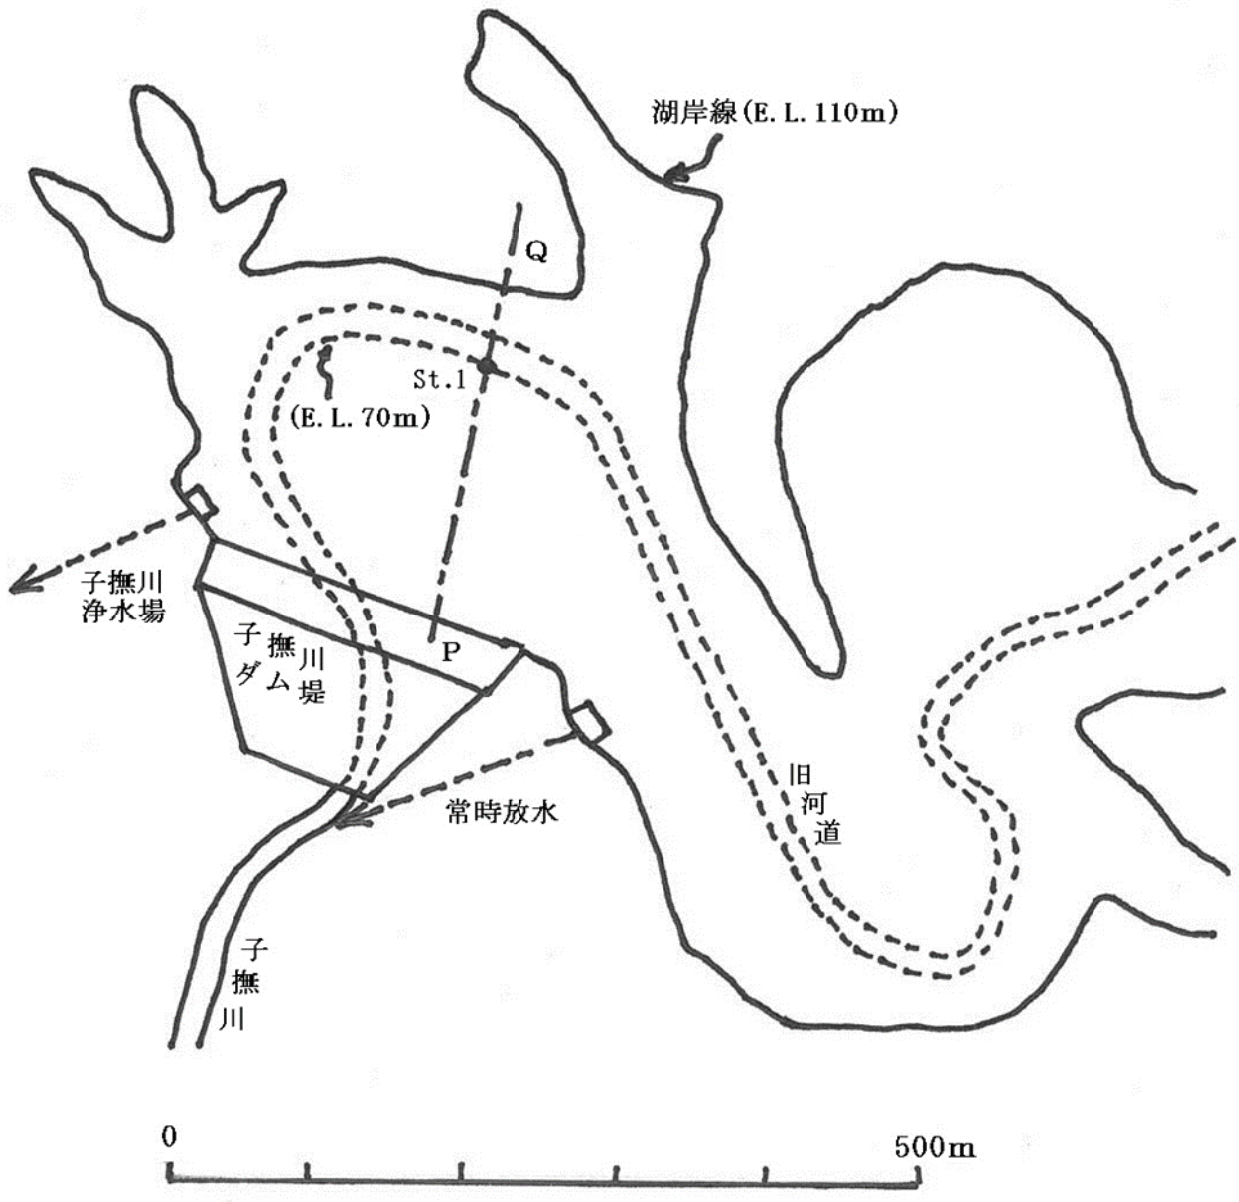 湖岸線(E.L.110m)
Q
St.1
(E.L.70m)
子撫川
浄水場
子撫川
ダム堤
P
旧河道
常時放水
子撫川
0
500m